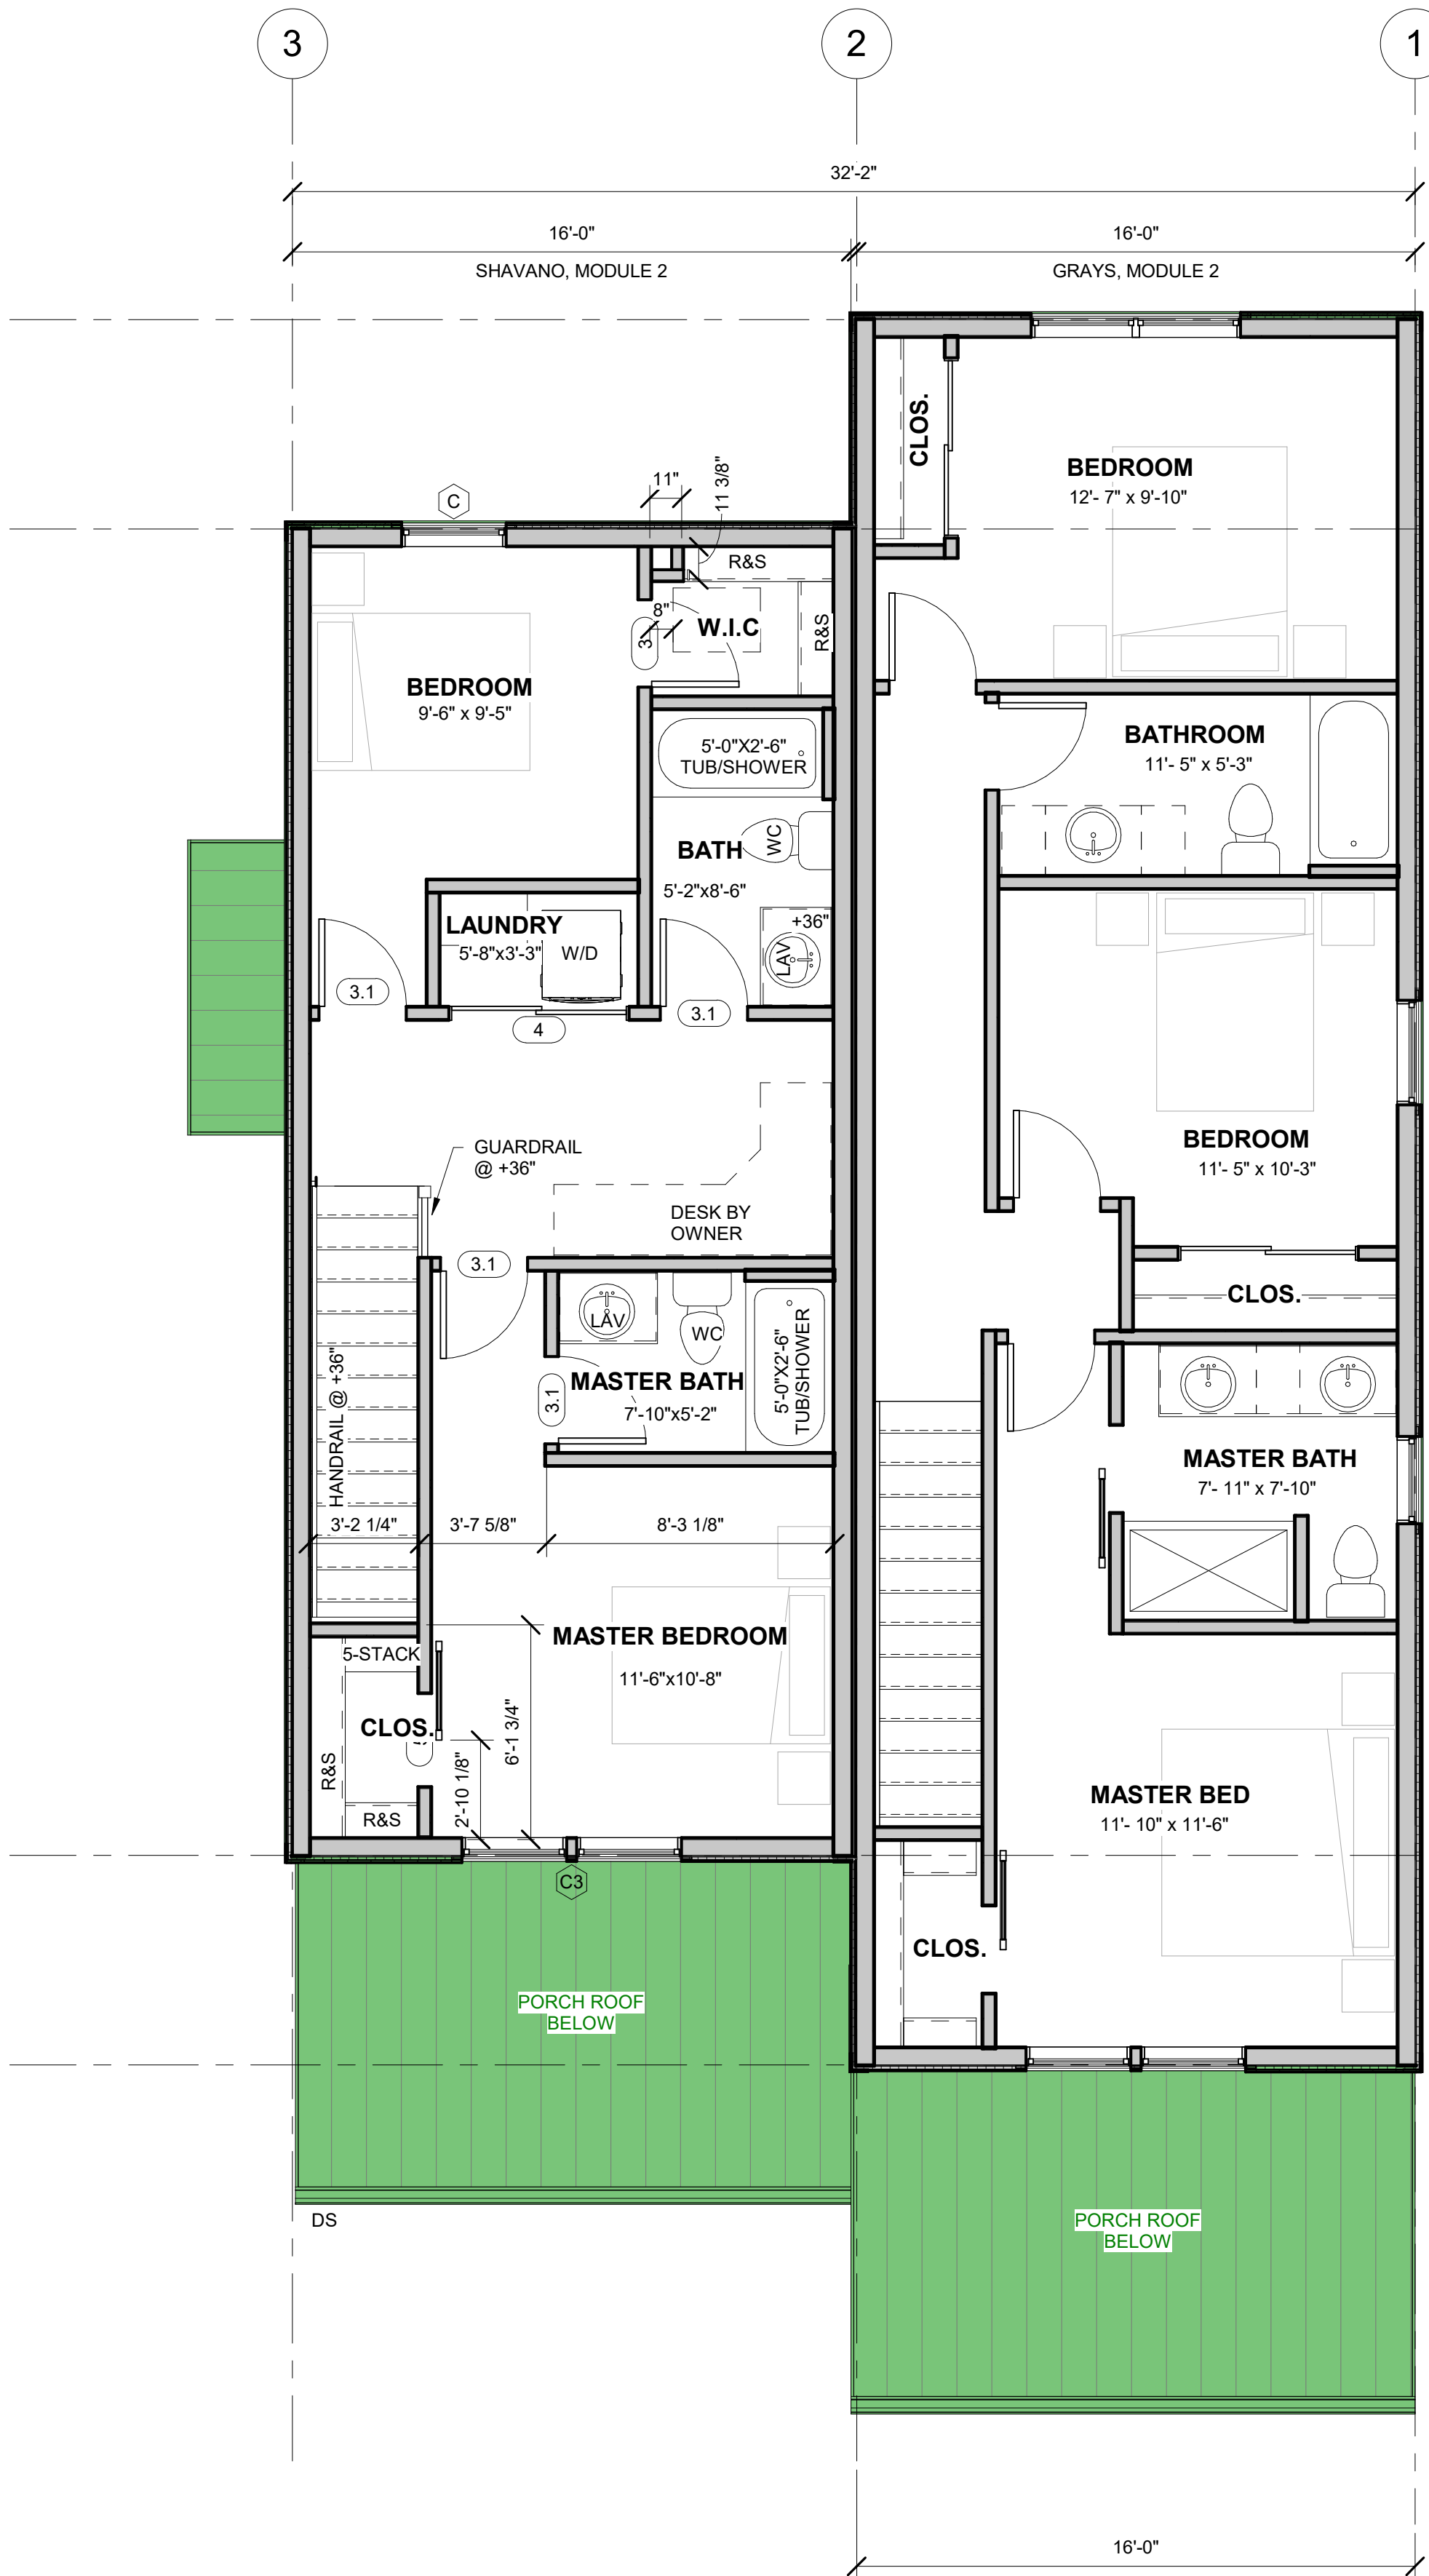 3
2
1
32'-2"
16'-0"
16'-0"
SHAVANO, MODULE 2
GRAYS, MODULE 2
CLOS.
BEDROOM
12'- 7" x 9'-10"
C
11"
11 3/8"
R&S
8"
W.I.C
R&S
3
BEDROOM
9'-6" x 9'-5"
BATHROOM
11'- 5" x 5'-3"
5'-0"X2'-6"
TUB/SHOWER
WC
BATH
5'-2"x8'-6"
LAUNDRY
5'-8"x3'-3"
W/D
+36"
LAV
3.1
4
3.1
GUARDRAIL
@ +36"
BEDROOM
11'- 5" x 10'-3"
DESK BY
OWNER
3.1
CLOS.
LAV
WC
5'-0"X2'-6"
TUB/SHOWER
HANDRAIL @ +36"
3.1
MASTER BATH
7'-10"x5'-2"
MASTER BATH
7'- 11" x 7'-10"
3'-2 1/4"
3'-7 5/8"
8'-3 1/8"
MASTER BEDROOM
11'-6"x10'-8"
5-STACK
CLOS.
6'-1 3/4"
2'-10 1/8"
R&S
R&S
MASTER BED
11'- 10" x 11'-6"
C3
CLOS.
PORCH ROOF
BELOW
DS
PORCH ROOF
BELOW
16'-0"